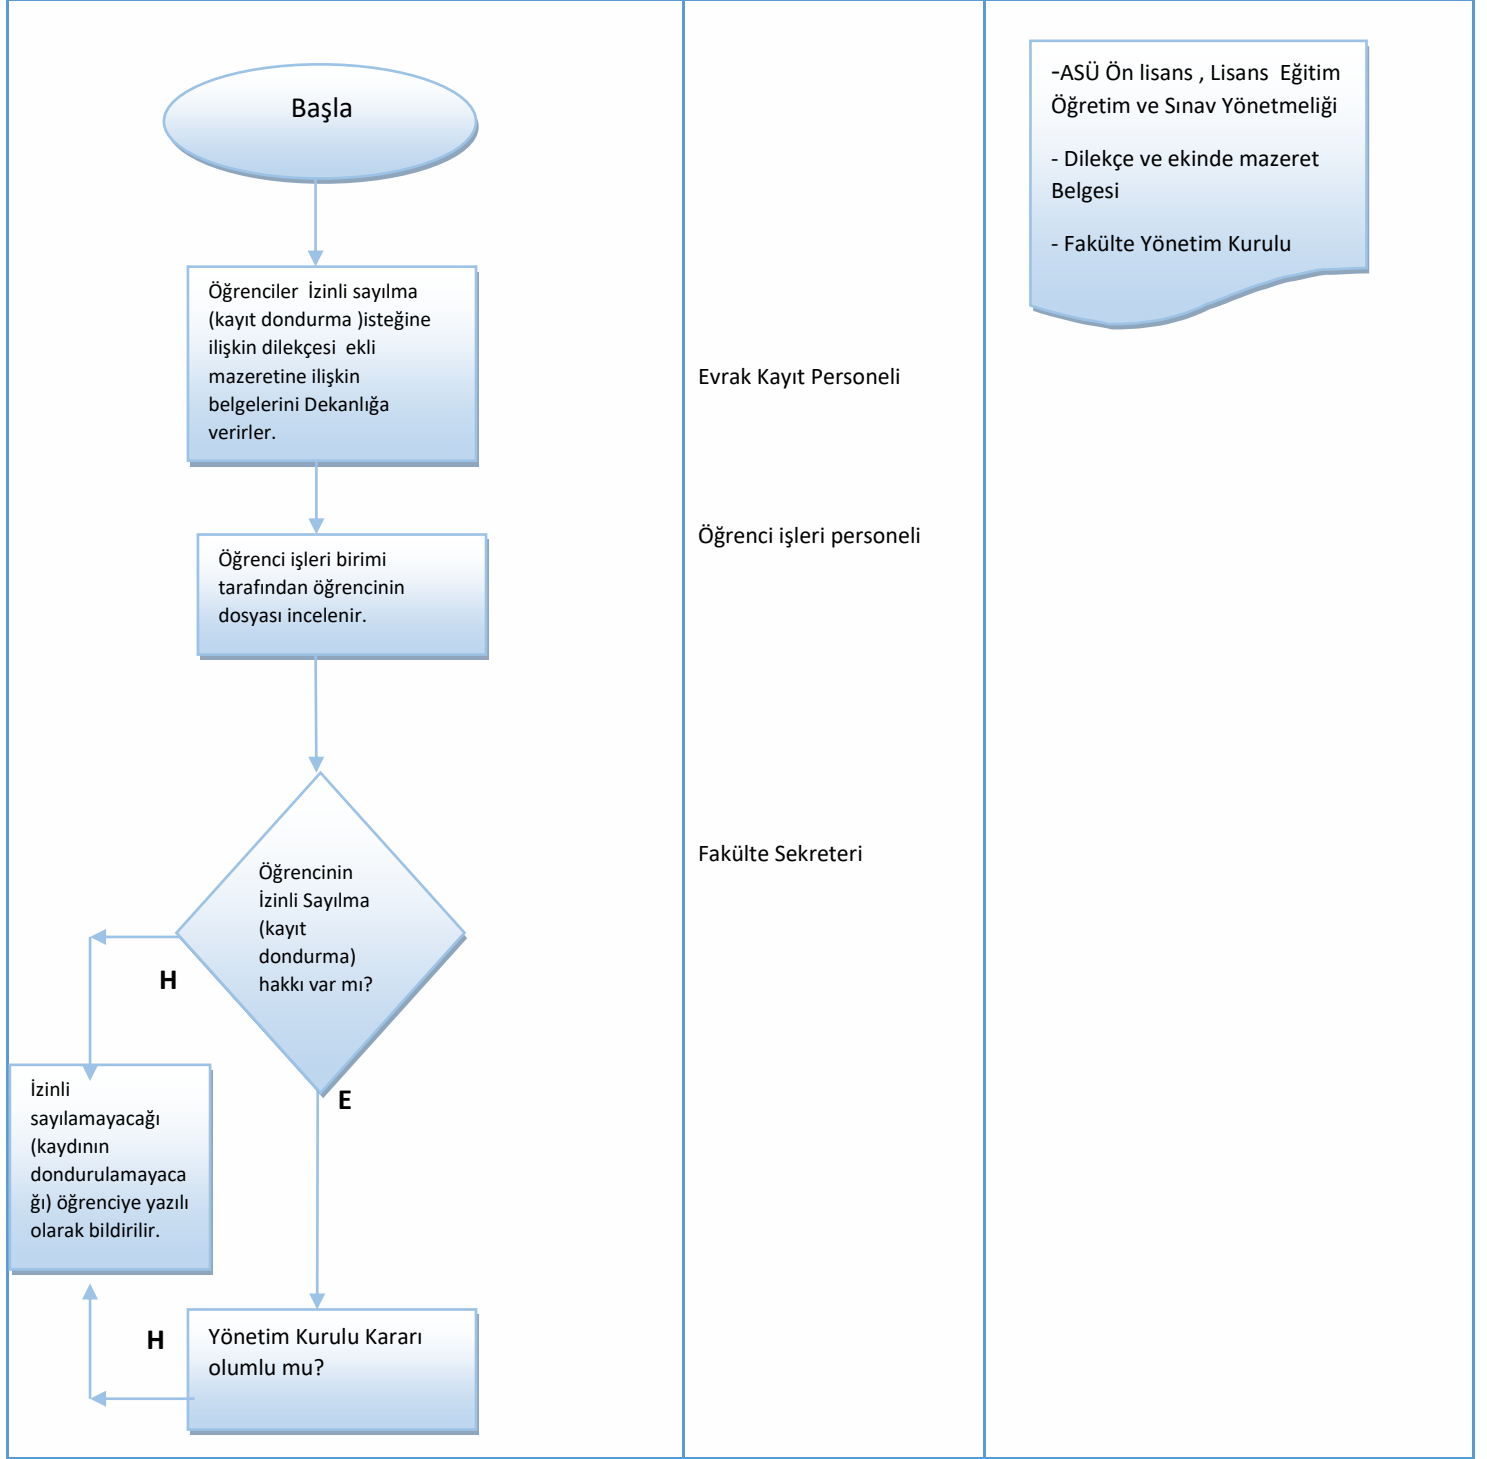 Başla
Öğrenciler İzinli sayılma
(kayıt dondurma )isteğine
ilişkin dilekçesi ekli
mazeretine ilişkin
belgelerini Dekanlığa
verirler.
Öğrenci işleri birimi
tarafından öğrencinin
dosyası incelenir.
Öğrencinin
İzinli Sayılma
(kayıt
dondurma)
hakkı var mı?
H
E
İzinli
sayılamayacağı
(kaydının
dondurulamayaca
ğı) öğrenciye yazılı
olarak bildirilir.
H
Yönetim Kurulu Kararı
olumlu mu?
Evrak Kayıt Personeli
Öğrenci işleri personeli
Fakülte Sekreteri
-ASÜ Ön lisans , Lisans Eğitim
Öğretim ve Sınav Yönetmeliği
- Dilekçe ve ekinde mazeret
Belgesi
- Fakülte Yönetim Kurulu